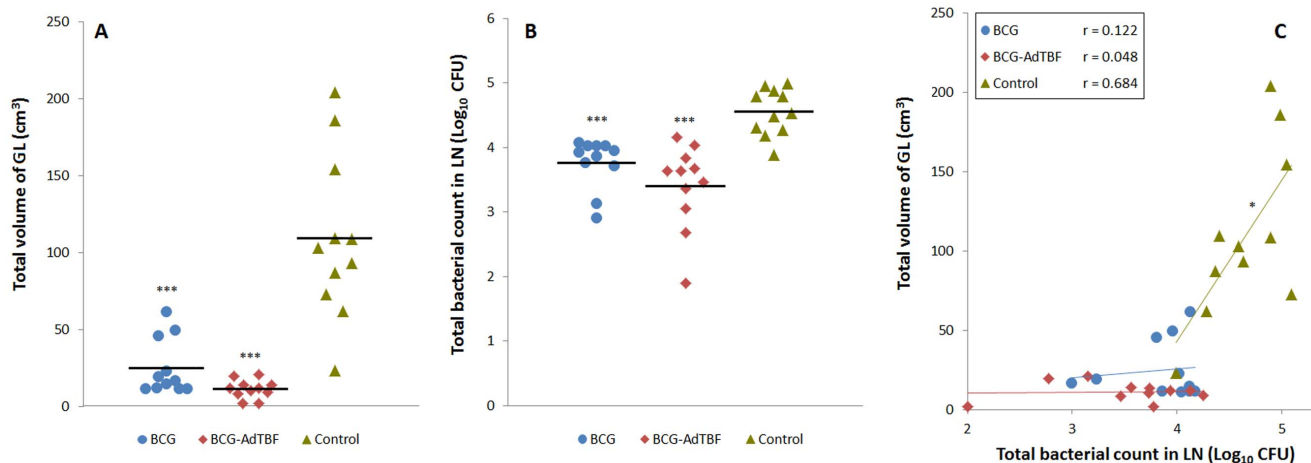 A
Total volume of GL (cm³)
250
200
150
100
50
0
***
***
BCG
BCG-AdTBF
Control
B
Total bacterial count in LN (Log₁₀ CFU)
6
5
4
3
2
1
0
***
***
BCG
BCG-AdTBF
Control
C
Total volume of GL (cm³)
250
200
150
100
50
0
BCG r = 0.122
BCG-AdTBF r = 0.048
Control r = 0.684
*
2 3 4 5
Total bacterial count in LN (Log₁₀ CFU)